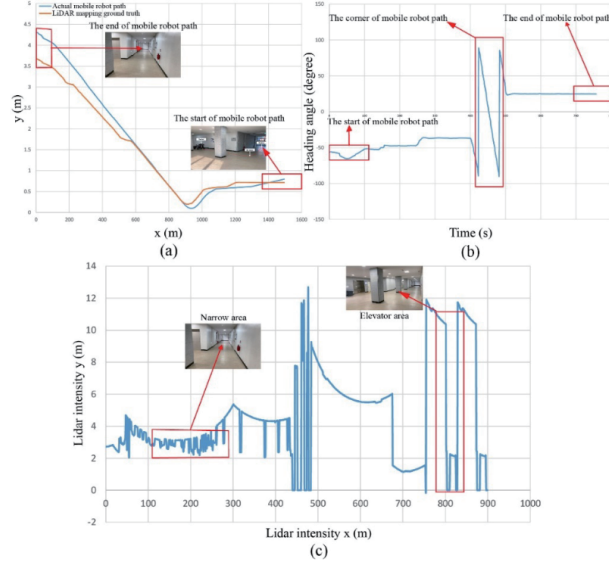 Actual mobile robot path
LiDAR mapping ground truth
The end of mobile robot path
The start of mobile robot path
y (m)
5
4.5
4
3.5
3
2.5
2
1.5
1
0.5
0
0 200 400 600 800 1000 1200 1400 1600
x (m)
(a)
The corner of mobile robot path
The end of mobile robot path
The start of mobile robot path
Heading angle (degree)
150
100
50
0
-50
-100
-150
Time (s)
(b)
Narrow area
Elevator area
Lidar intensity y (m)
14
12
10
8
6
4
2
0
-2
0 100 200 300 400 500 600 700 800 900 1000
Lidar intensity x (m)
(c)